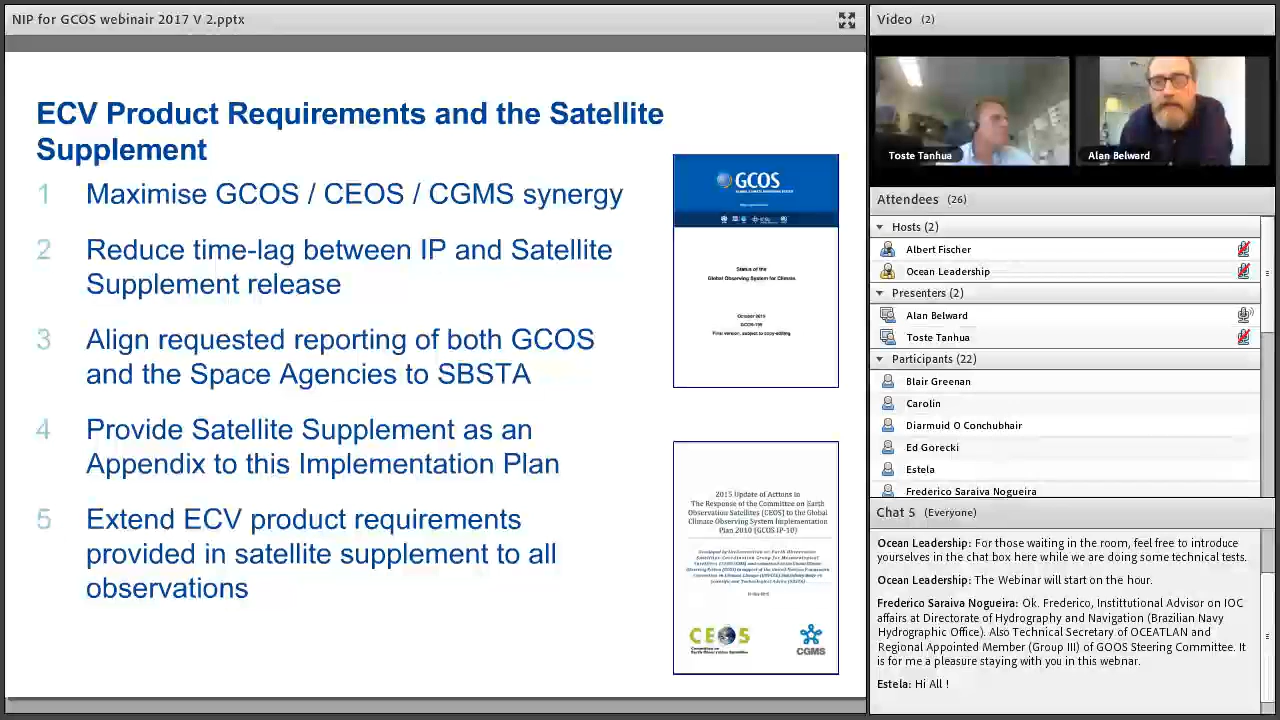 NIP for GCOS webinair 2017 V 2.pptx
ECV Product Requirements and the Satellite
Supplement
1 Maximise GCOS / CEOS / CGMS synergy
2 Reduce time-lag between IP and Satellite
Supplement release
3 Align requested reporting of both GCOS
and the Space Agencies to SBSTA
4 Provide Satellite Supplement as an
Appendix to this Implementation Plan
5 Extend ECV product requirements
provided in satellite supplement to all
observations
GCOS
Status of the
Global Observing System for Climate
October 2015
GCOS-195
Final version, subject to copy-editing
2015 Update of Actions in
The Response of the Committee on Earth
Observation Satellites (CEOS) to the Global
Climate Observing System Implementation
Plan 2010 (GCOS IP-10)
CEOS
Committee on
Earth Observation Satellites
CGMS
Video (2)
Toste Tanhua
Alan Belward
Attendees (26)
Hosts (2)
Albert Fischer
Ocean Leadership
Presenters (2)
Alan Belward
Toste Tanhua
Participants (22)
Blair Greenan
Carolin
Diarmuid O Conchubhair
Ed Gorecki
Estela
Frederico Saraiva Nogueira
Chat 5 (Everyone)
Ocean Leadership: For those waiting in the room, feel free to introduce
yourselves in the chat box here while we are doing a mic
Ocean Leadership: The Webinar will start on the hour.
Frederico Saraiva Nogueira: Ok. Frederico, Instititutional Advisor on IOC
affairs at Directorate of Hydrography and Navigation (Brazilian Navy
Hydrographic Office). Also Technical Secretary of OCEATLAN and
Regional Appointed Member (Group III) of GOOS Steering Committee. It
is for me a pleasure staying with you in this webnar.
Estela: Hi All !